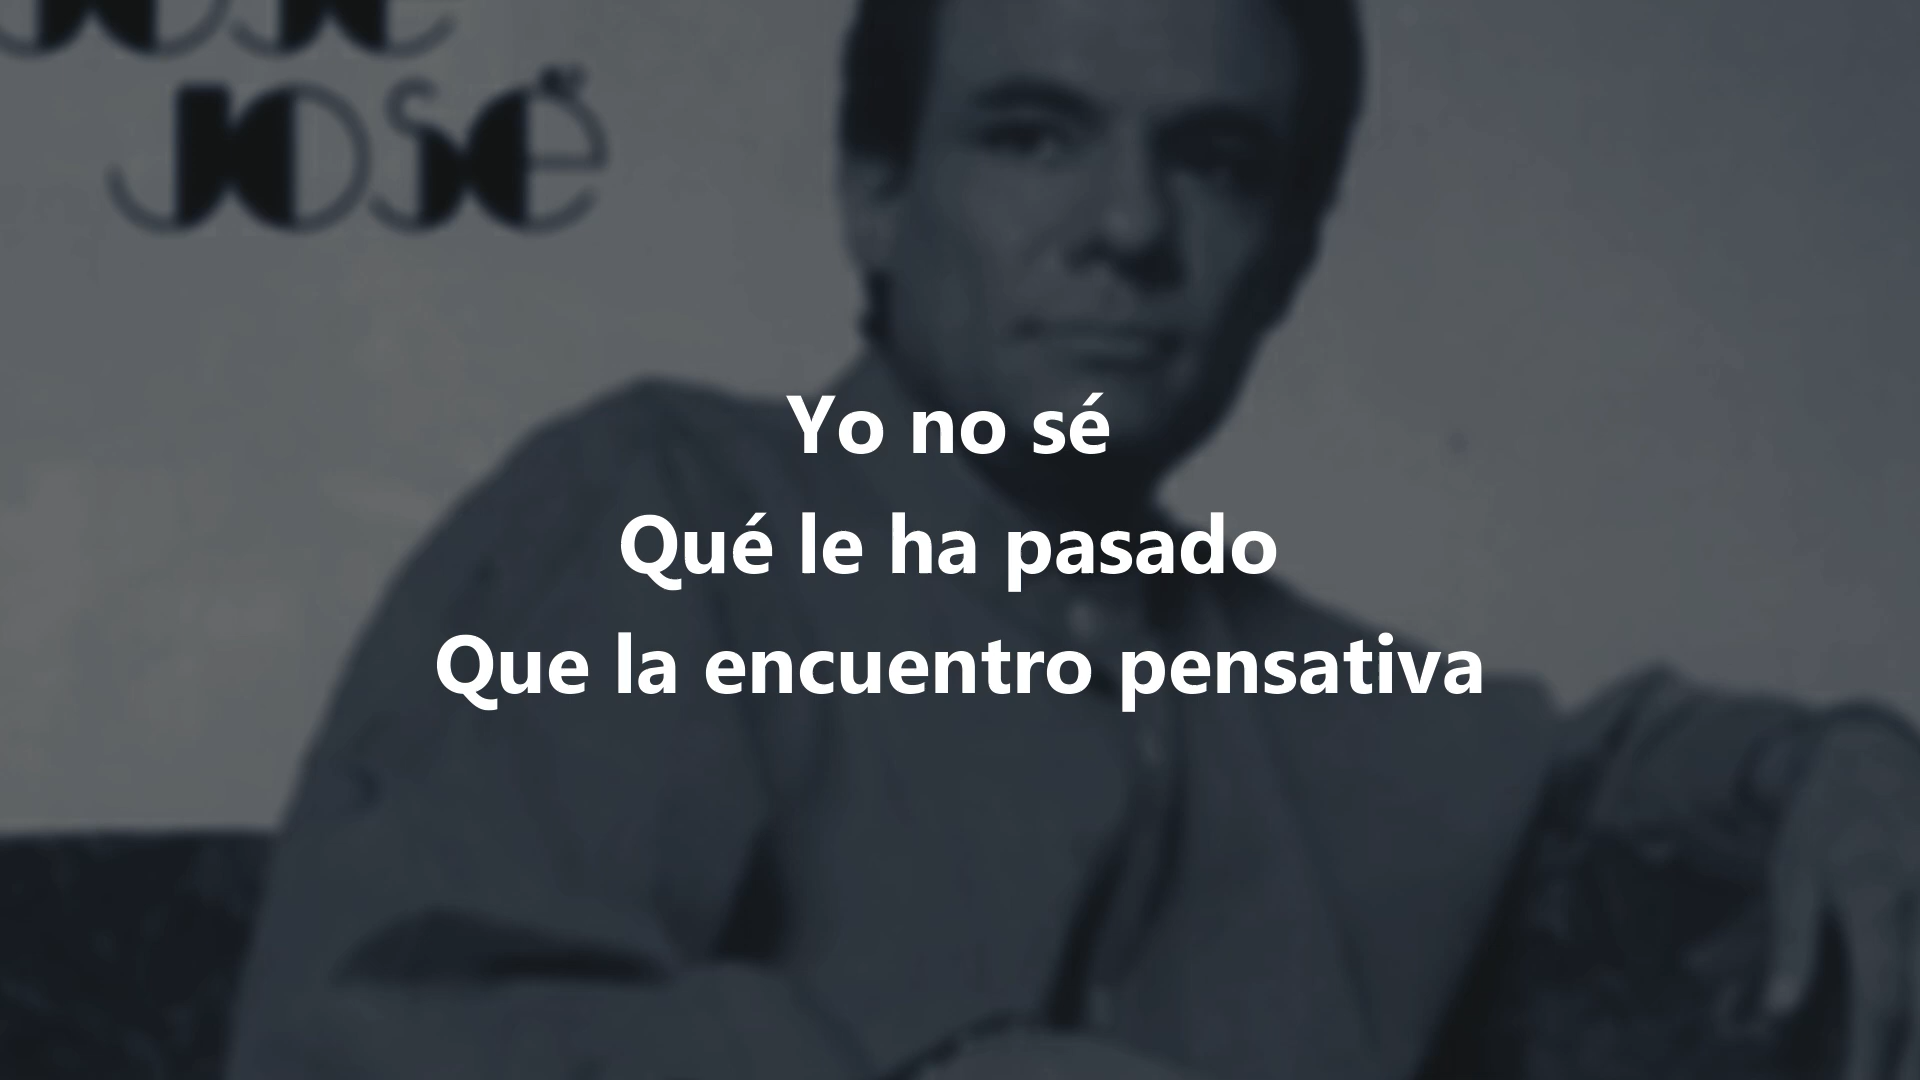 José
José
Yo no sé
Qué le ha pasado
Que la encuentro pensativa